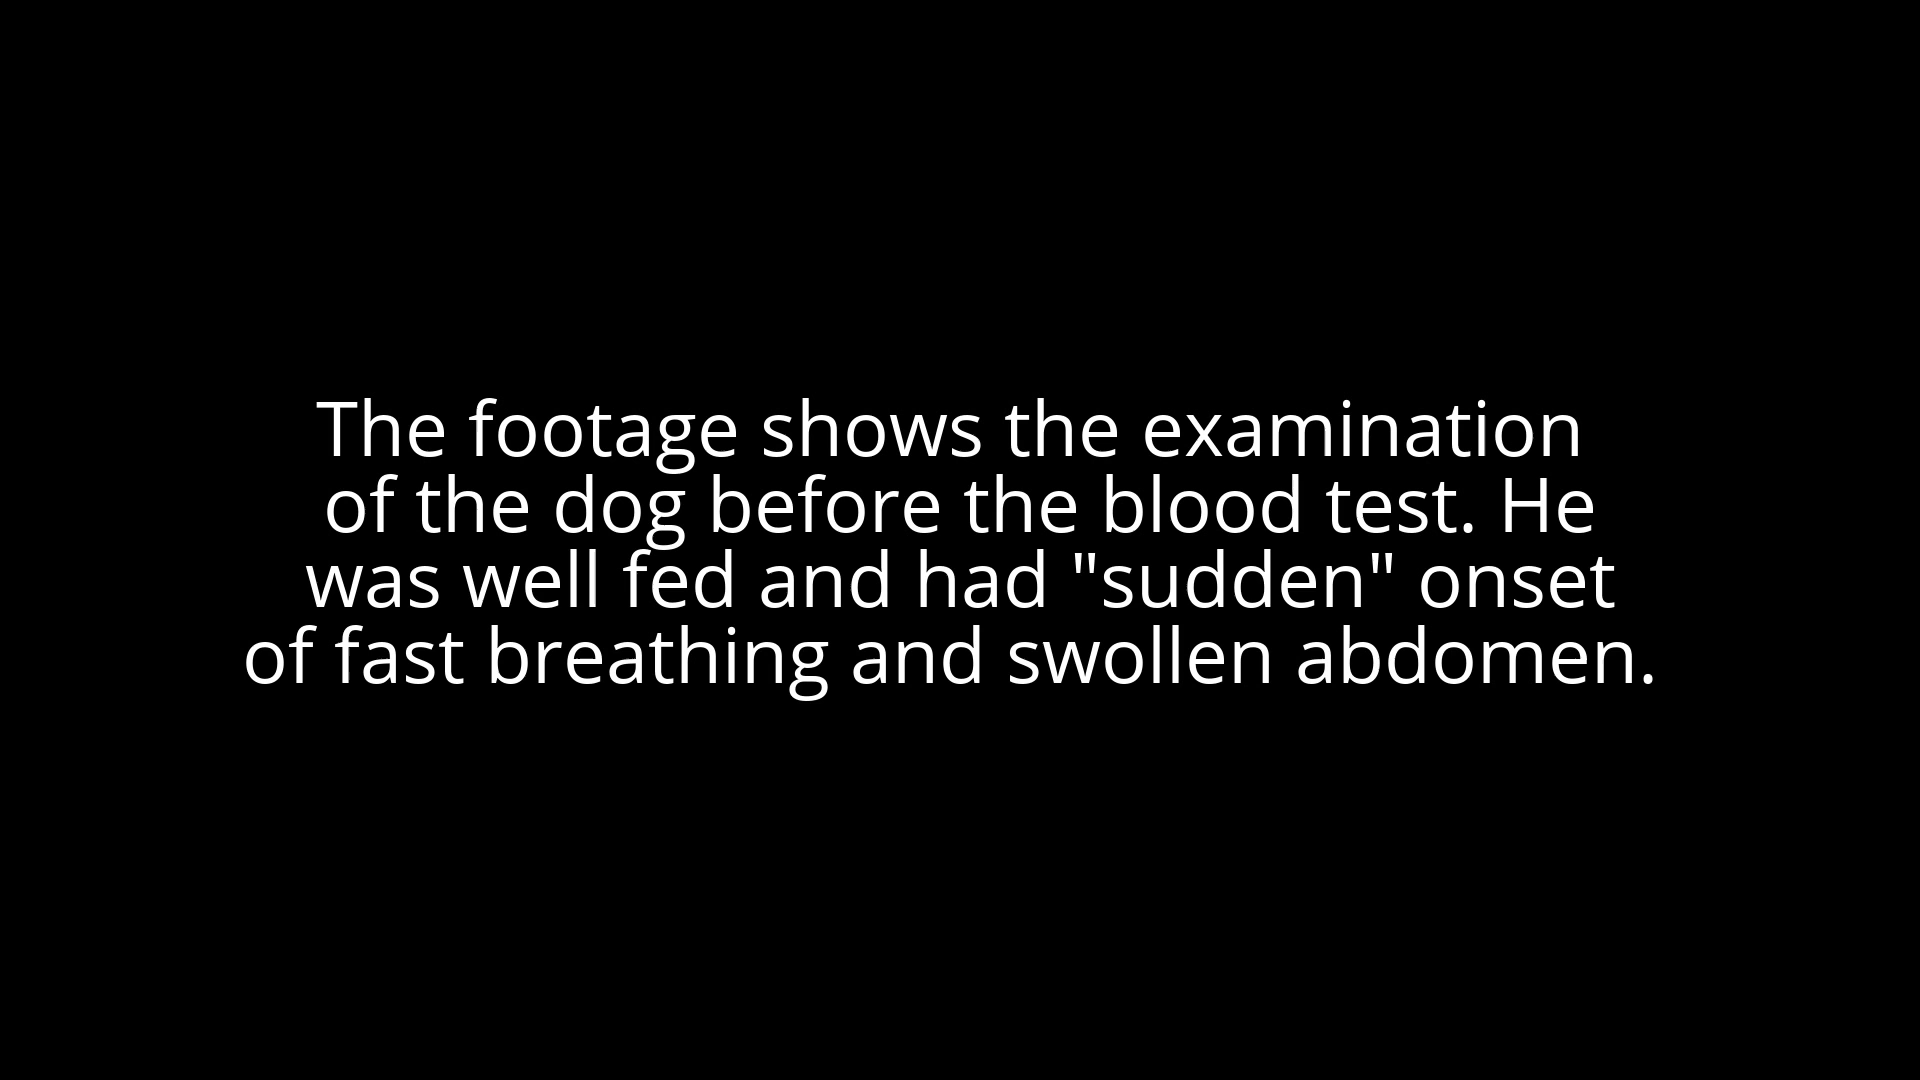 The footage shows the examination
of the dog before the blood test. He
was well fed and had "sudden" onset
of fast breathing and swollen abdomen.